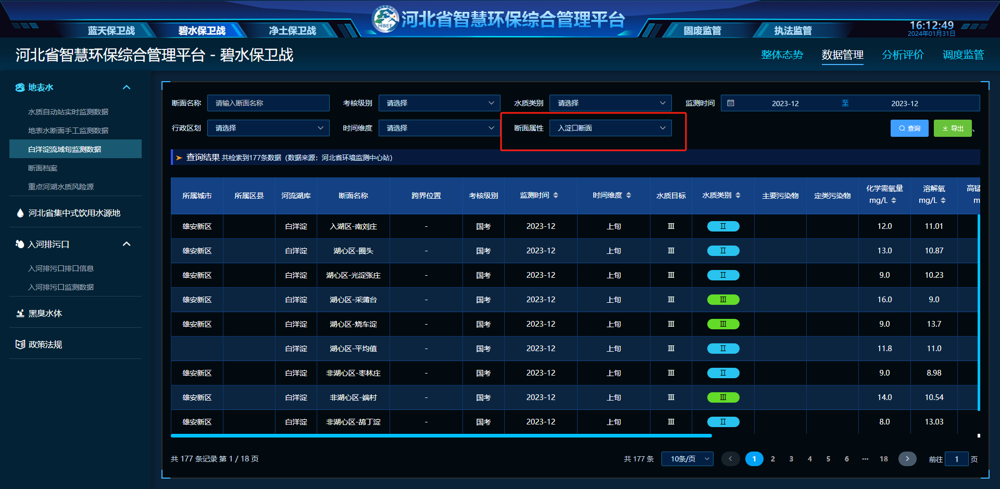 河北省智慧环保综合管理平台
HBEE
蓝天保卫战
碧水保卫战
净土保卫战
固废监管
执法监管
16:12:49
2024年01月31日
河北省智慧环保综合管理平台 - 碧水保卫战
整体态势
数据管理
分析评价
调度监管
地表水
水质自动站实时监测数据
地表水断面手工监测数据
白洋淀流域旬监测数据
断面档案
重点河湖水质风险源
河北省集中式饮用水源地
入河排污口
入河排污口排口信息
入河排污口监测数据
黑臭水体
政策法规
断面名称 请输入断面名称 考核级别 请选择 水质类别 请选择 监测时间 2023-12 至 2023-12
行政区划 请选择 时间维度 请选择 断面属性 入淀口断面 查询 导出 、
查询结果 共检索到177条数据（数据来源：河北省环境监测中心站）
所属城市 所属区县 河流湖库 断面名称 跨界位置 考核级别 监测时间 时间维度 水质目标 水质类别 主要污染物 定类污染物 化学需氧量 mg/L 溶解氧 mg/L 高锰 m
雄安新区 白洋淀 入湖区-南刘庄 - 国考 2023-12 上旬 Ⅲ Ⅱ 12.0 11.01
雄安新区 白洋淀 湖心区-圈头 - 国考 2023-12 上旬 Ⅲ Ⅱ 13.0 10.87
雄安新区 白洋淀 湖心区-光淀张庄 - 国考 2023-12 上旬 Ⅲ Ⅱ 9.0 10.23
雄安新区 白洋淀 湖心区-采蒲台 - 国考 2023-12 上旬 Ⅲ Ⅲ 16.0 9.0
雄安新区 白洋淀 湖心区-烧车淀 - 国考 2023-12 上旬 Ⅲ Ⅲ 9.0 13.7
白洋淀 湖心区-平均值 - 国考 2023-12 上旬 Ⅲ Ⅱ 11.8 11.0
雄安新区 白洋淀 非湖心区-枣林庄 - 国考 2023-12 上旬 Ⅲ Ⅱ 9.0 8.98
雄安新区 白洋淀 非湖心区-端村 - 国考 2023-12 上旬 Ⅲ Ⅲ 14.0 10.54
雄安新区 白洋淀 非湖心区-鸪丁淀 - 国考 2023-12 上旬 Ⅲ Ⅱ 8.0 13.03
共 177 条记录 第 1 / 18 页
共 177 条 10条/页 1 2 3 4 5 6 ··· 18 前往 1 页